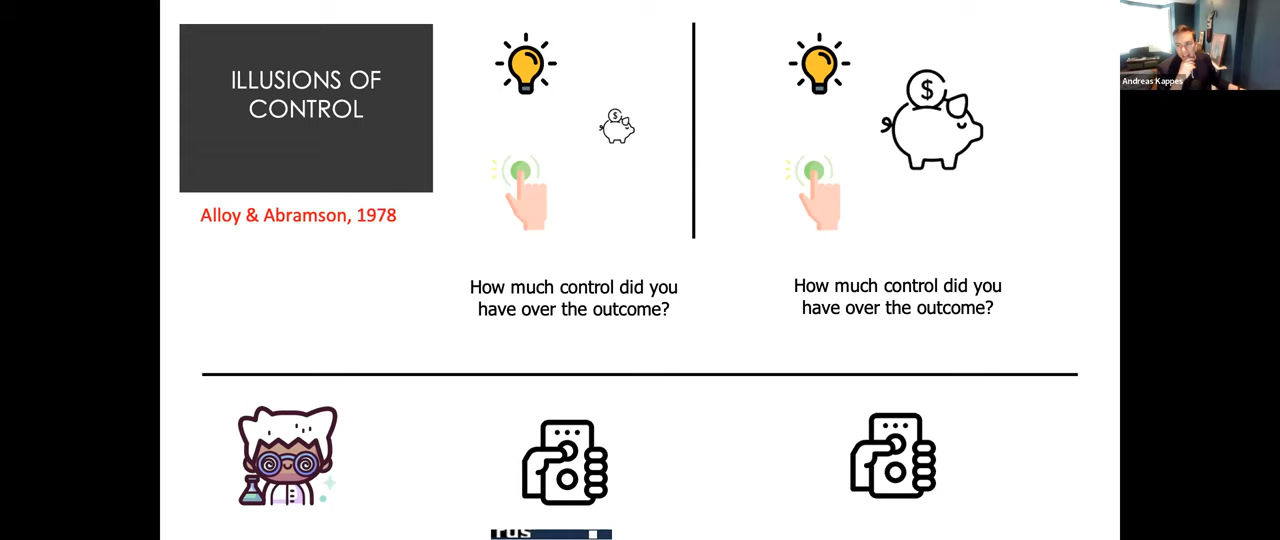 ILLUSIONS OF
CONTROL
Alloy & Abramson, 1978
$
$
How much control did you
have over the outcome?
How much control did you
have over the outcome?
Andreas Kappes